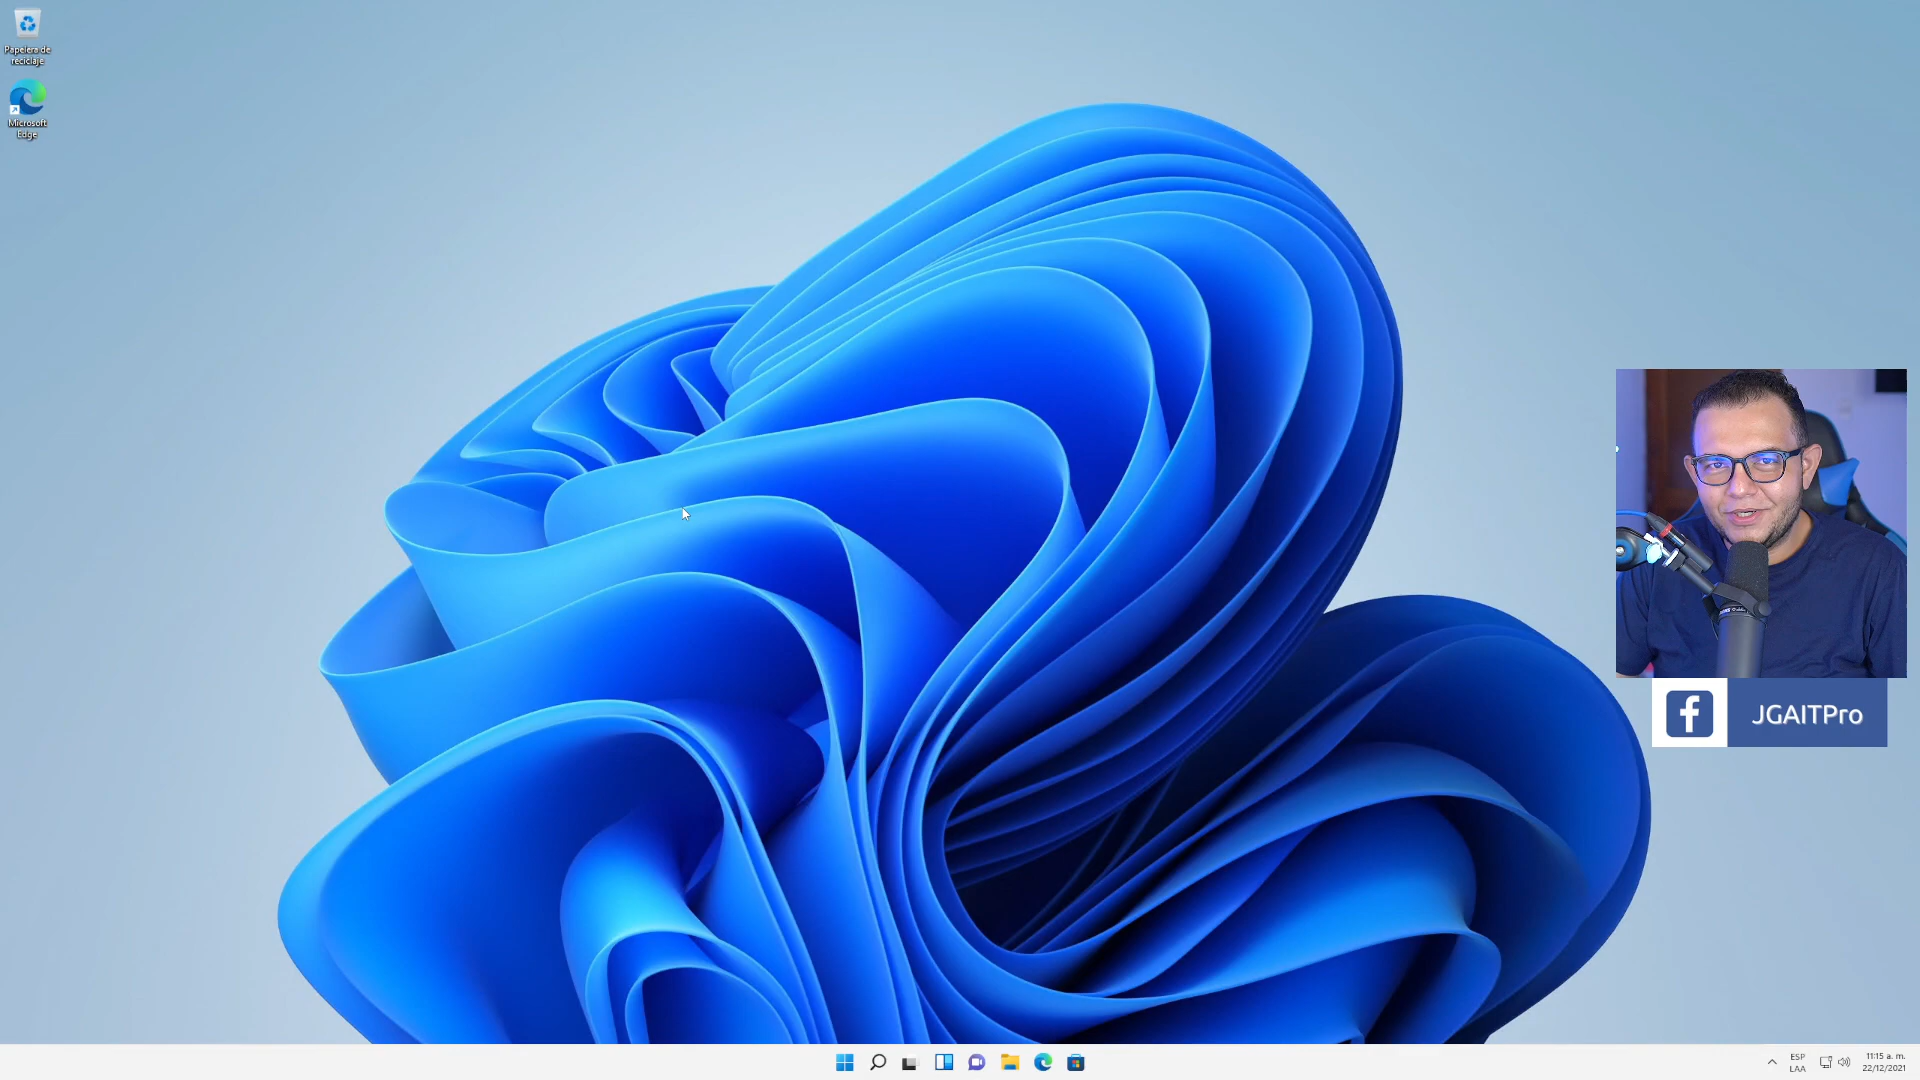 Papelera de
reciclaje
Microsoft
Edge
JGAITPro
ESP
LAA
11:15 a. m.
22/12/2021